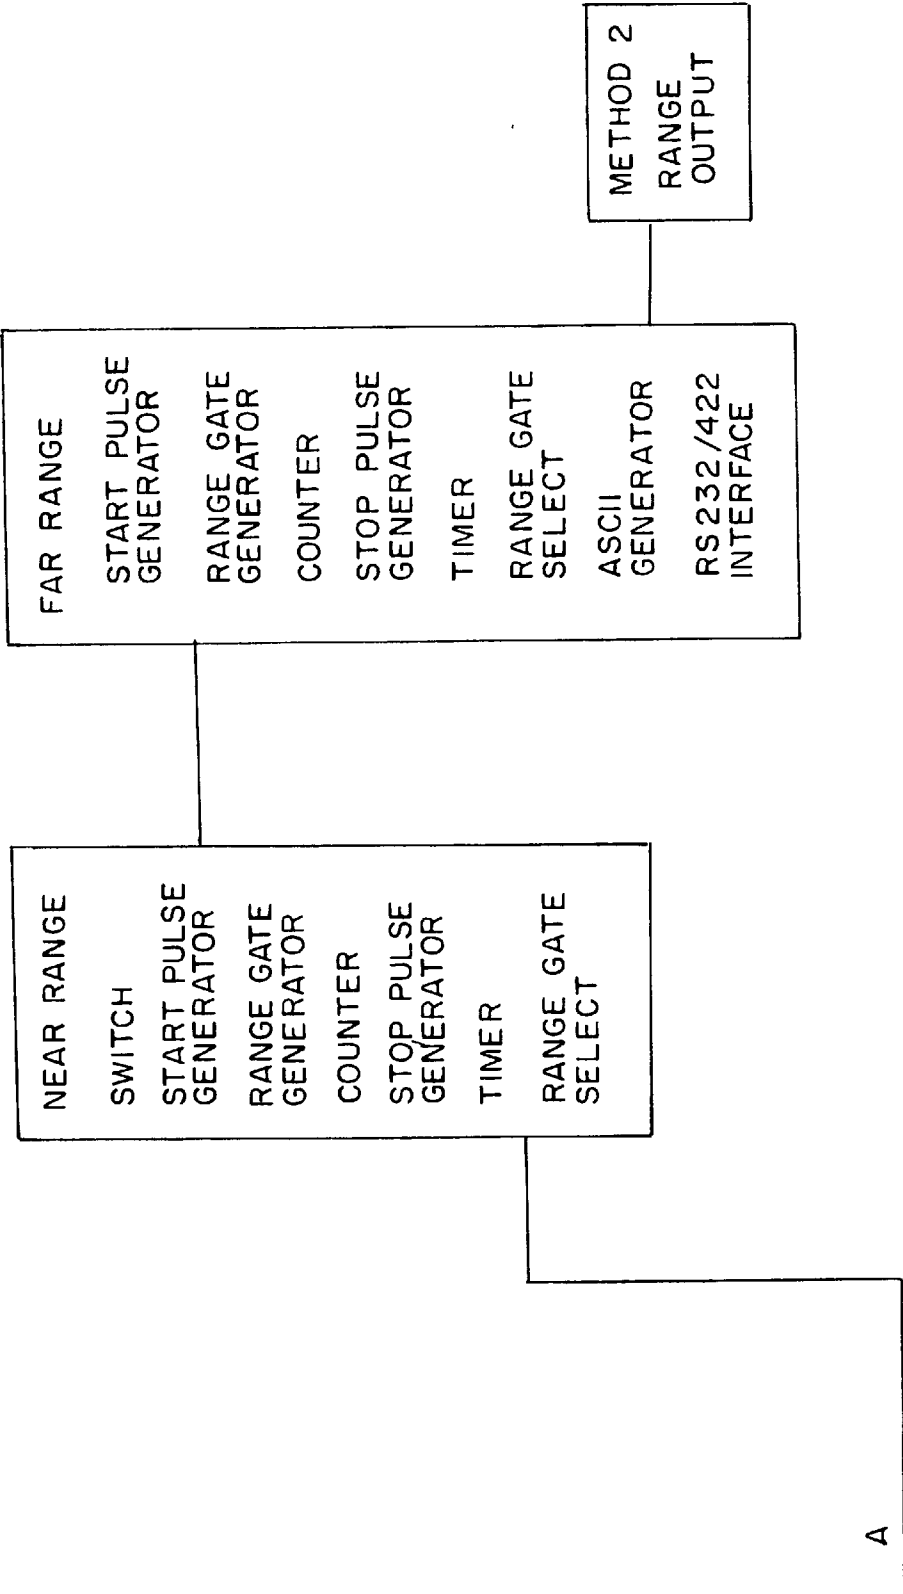 NEAR RANGE
SWITCH
START PULSE
GENERATOR
RANGE GATE
GENERATOR
COUNTER
STOP PULSE
GENERATOR
TIMER
RANGE GATE
SELECT
FAR RANGE
START PULSE
GENERATOR
RANGE GATE
GENERATOR
COUNTER
STOP PULSE
GENERATOR
TIMER
RANGE GATE
SELECT
ASCII
GENERATOR
RS232/422
INTERFACE
METHOD 2
RANGE
OUTPUT
A